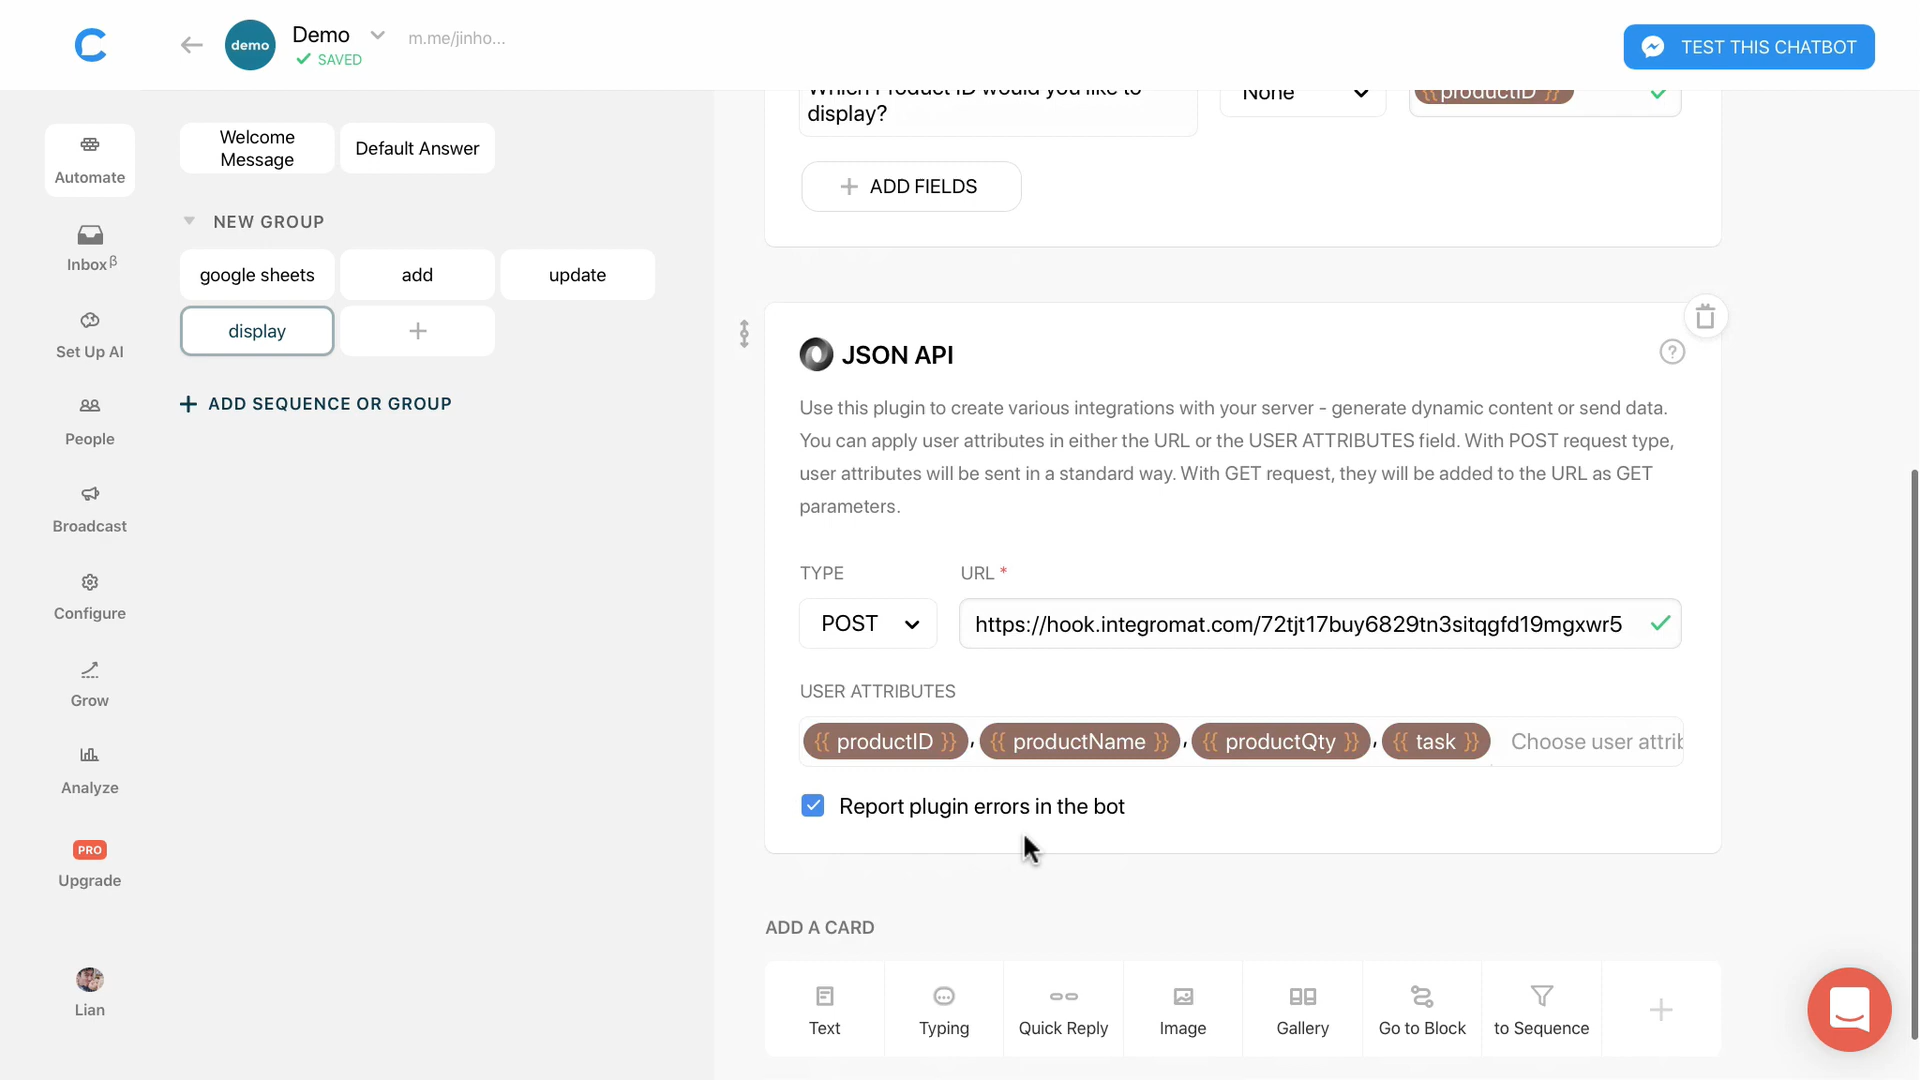 demo
Demo
m.me/jinho...
SAVED
TEST THIS CHATBOT
Automate
Inbox β
Set Up AI
People
Broadcast
Configure
Grow
Analyze
PRO
Upgrade
Lian
Welcome
Message
Default Answer
NEW GROUP
google sheets
add
update
display
+
+ ADD SEQUENCE OR GROUP
Which Product ID would you like to
display?
None
{{ productID }}
+ ADD FIELDS
JSON API
?
Use this plugin to create various integrations with your server - generate dynamic content or send data.
You can apply user attributes in either the URL or the USER ATTRIBUTES field. With POST request type,
user attributes will be sent in a standard way. With GET request, they will be added to the URL as GET
parameters.
TYPE
URL *
POST
https://hook.integromat.com/72tjt17buy6829tn3sitqgfd19mgxwr5
USER ATTRIBUTES
{{ productID }}, {{ productName }}, {{ productQty }}, {{ task }} Choose user attrib
Report plugin errors in the bot
ADD A CARD
Text
Typing
Quick Reply
Image
Gallery
Go to Block
to Sequence
+